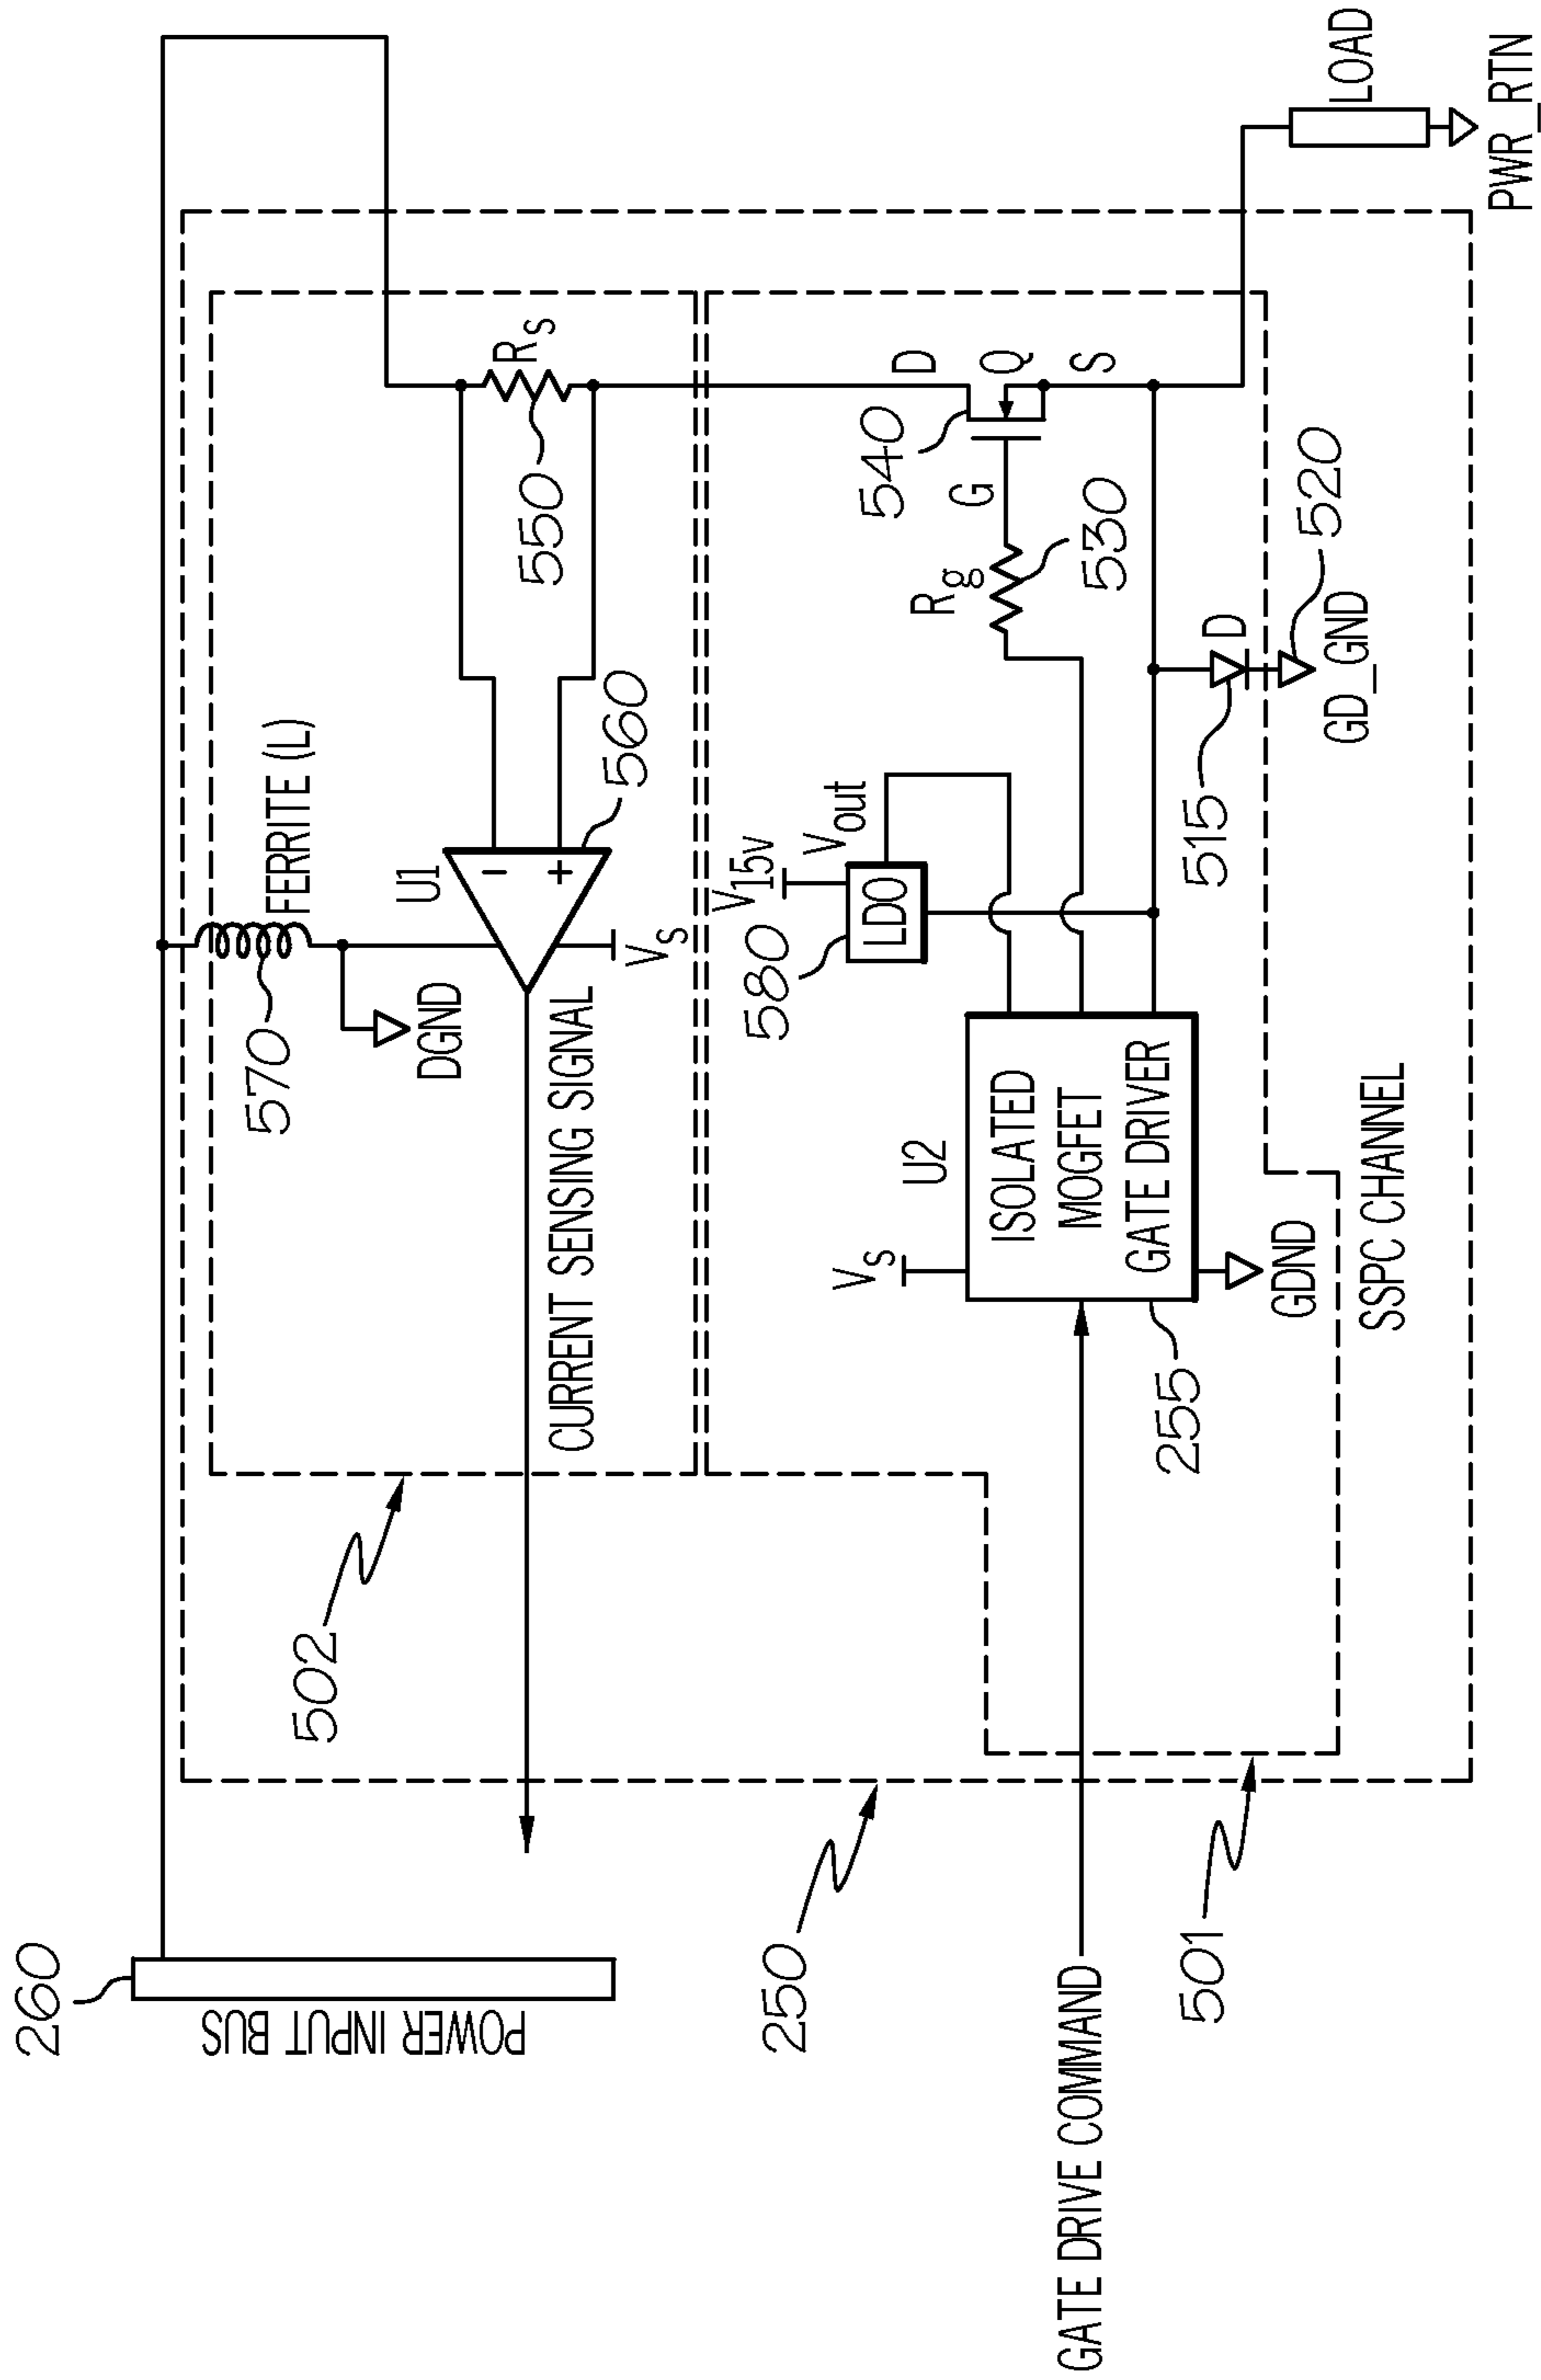 260
POWER INPUT BUS
570
FERRITE (L)
DGND
U1
-
+
560
Vs
CURRENT SENSING SIGNAL
550
Rs
502
250
V15v
580
LDO
Vout
540
D
Q
S
G
Rg
530
U2
Vs
ISOLATED
MOGFET
GATE DRIVER
GDND
255
515
D
520
GD_GND
GATE DRIVE COMMAND
501
SSPC CHANNEL
LOAD
PWR_RTN